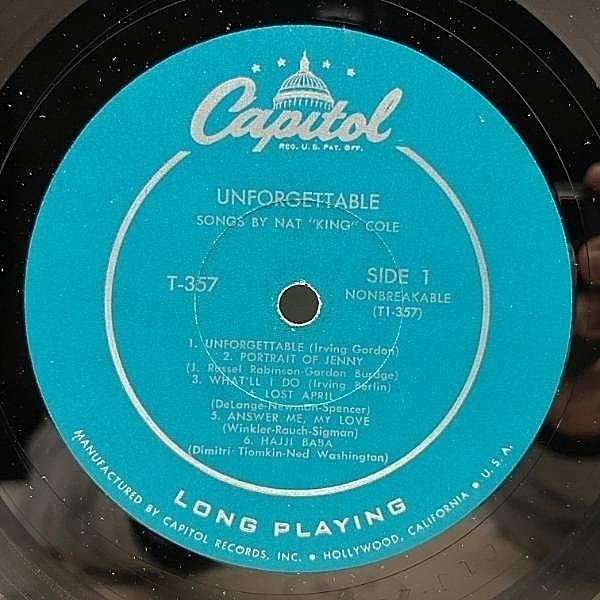 Capitol
REG. U.S. PAT. OFF.
UNFORGETTABLE
SONGS BY NAT "KING" COLE
T-357
SIDE 1
NONBREAKABLE
(T1-357)
1. UNFORGETTABLE (Irving Gordon)
2. PORTRAIT OF JENNY
(J. Russel Robinson-Gordon Burdge)
3. WHAT'LL I DO (Irving Berlin)
4. LOST APRIL
(DeLange-Newman-Spencer)
5. ANSWER ME, MY LOVE
(Winkler-Rauch-Sigman)
6. HAJJI BABA
(Dimitri Tiomkin-Ned Washington)
LONG PLAYING
MANUFACTURED BY CAPITOL RECORDS, INC. • HOLLYWOOD, CALIFORNIA • U.S.A.